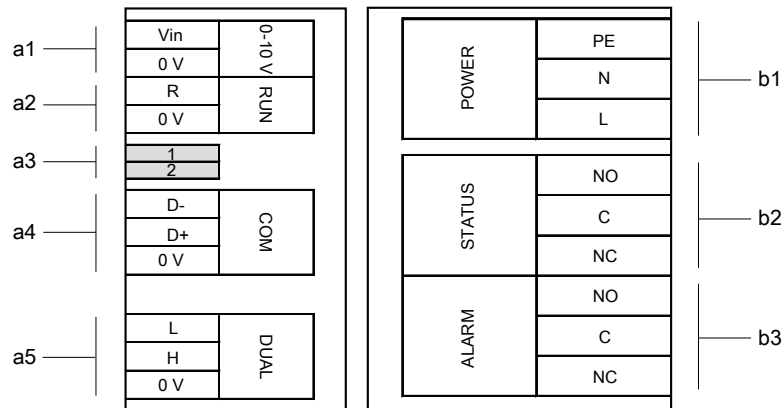 a1
Vin
0 V
0-10 V
a2
R
0 V
RUN
a3
1
2
a4
D-
D+
0 V
COM
a5
L
H
0 V
DUAL
POWER
PE
N
L
b1
STATUS
NO
C
NC
b2
ALARM
NO
C
NC
b3